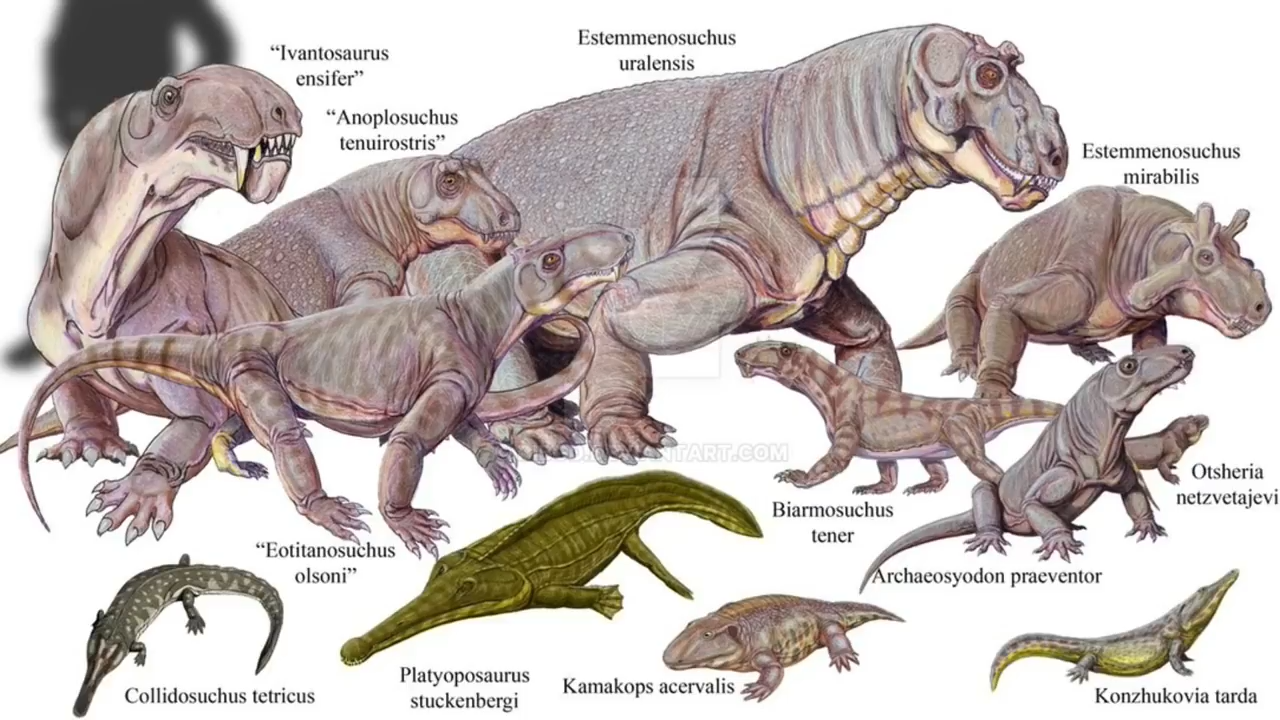 “Ivantosaurus
ensifer”
Estemmenosuchus
uralensis
“Anoplosuchus
tenuirostris”
Estemmenosuchus
mirabilis
Biarmosuchus
tener
Otsheria
netzvetajevi
“Eotitanosuchus
olsoni”
Archaeosyodon praeventor
Platyoposaurus
stuckenbergi
Kamakops acervalis
Collidosuchus tetricus
Konzhukovia tarda